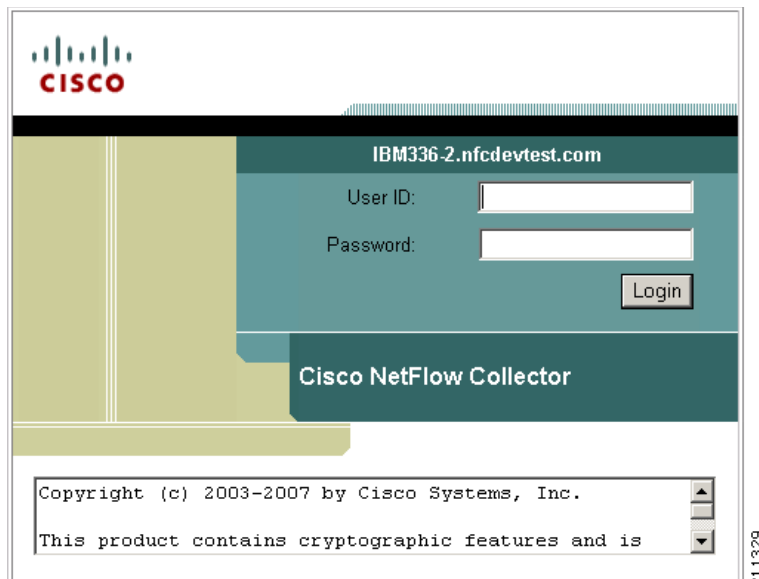 CISCO
IBM336-2.nfcdevtest.com
User ID:
Password:
Login
Cisco NetFlow Collector
Copyright (c) 2003-2007 by Cisco Systems, Inc.
This product contains cryptographic features and is